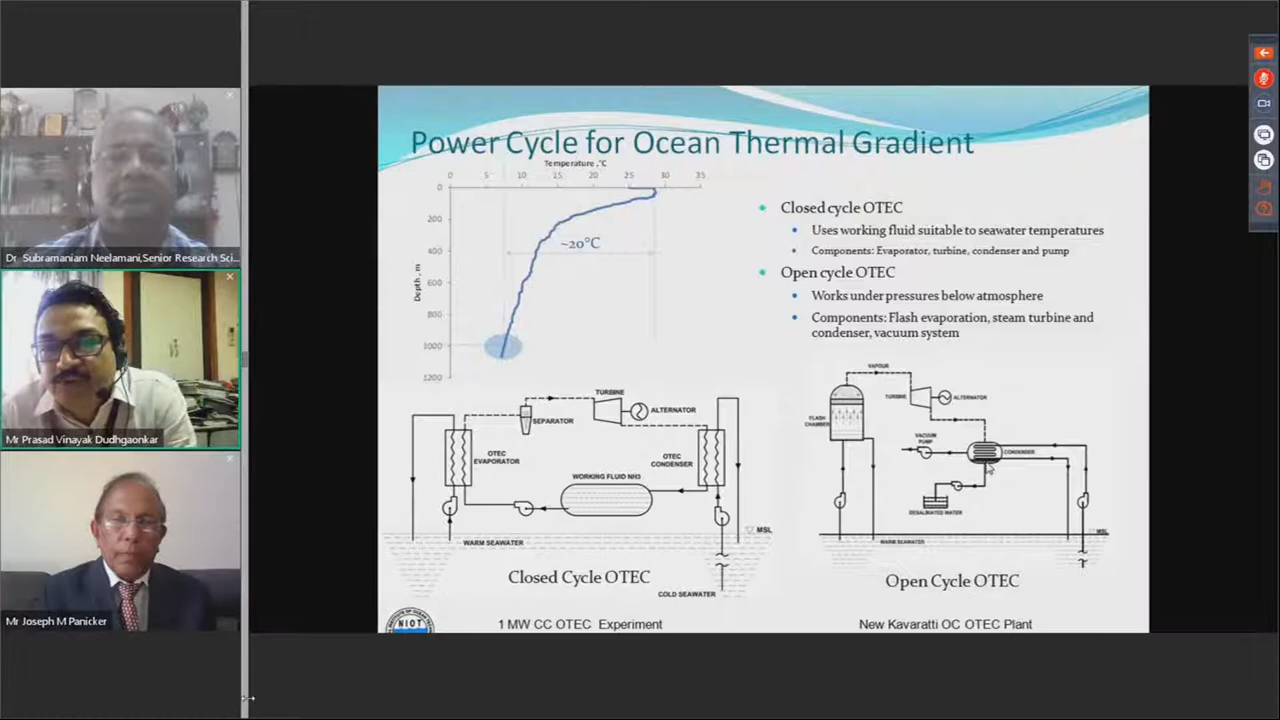 Dr Subramaniam Neelamani,Senior Research Sci...
Mr Prasad Vinayak Dudhgaonkar
Mr Joseph M Panicker
Power Cycle for Ocean Thermal Gradient
Temperature ,°C
0 5 10 15 20 25 30 35
0
200
400
600
800
1000
1200
Depth, m
~20°C
Closed cycle OTEC
Uses working fluid suitable to seawater temperatures
Components: Evaporator, turbine, condenser and pump
Open cycle OTEC
Works under pressures below atmosphere
Components: Flash evaporation, steam turbine and
condenser, vacuum system
TURBINE
ALTERNATOR
SEPARATOR
OTEC
EVAPORATOR
OTEC
CONDENSER
WORKING FLUID NH3
MSL
WARM SEAWATER
COLD SEAWATER
Closed Cycle OTEC
VAPOUR
TURBINE
ALTERNATOR
FLASH
CHAMBER
VACUUM
PUMP
CONDENSER
DESALINATED WATER
MSL
WARM SEAWATER
Open Cycle OTEC
NIOT
1 MW CC OTEC Experiment
New Kavaratti OC OTEC Plant